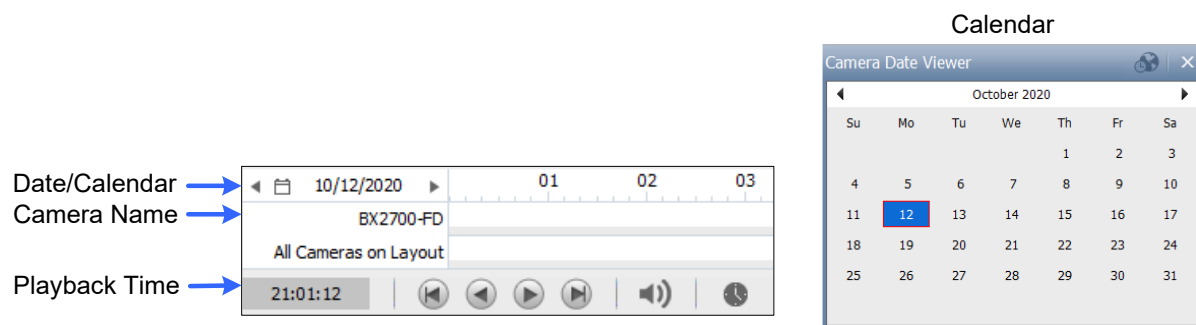 Calendar
Camera Date Viewer
October 2020
Su Mo Tu We Th Fr Sa
1 2 3
4 5 6 7 8 9 10
11 12 13 14 15 16 17
18 19 20 21 22 23 24
25 26 27 28 29 30 31
Date/Calendar
Camera Name
Playback Time
10/12/2020 01 02 03
BX2700-FD
All Cameras on Layout
21:01:12